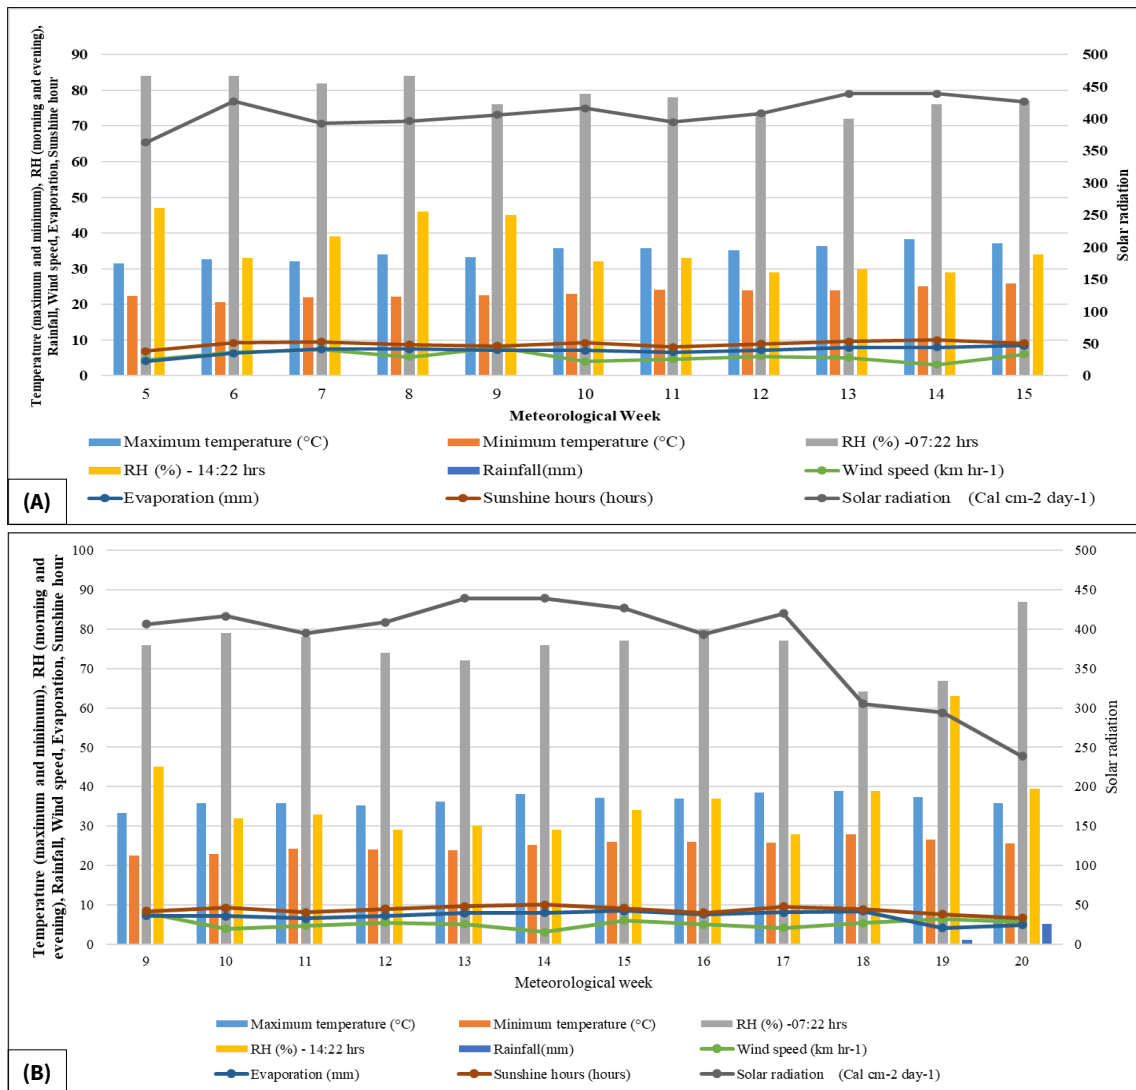 Temperature (maximum and minimum), RH (morning and evening),
Rainfall, Wind speed, Evaporation, Sunshine hour
90
80
70
60
50
40
30
20
10
0
500
450
400
350
300
250
200
150
100
50
0
Solar radiation
5 6 7 8 9 10 11 12 13 14 15
Meteorological Week
Maximum temperature (°C) Minimum temperature (°C) RH (%) -07:22 hrs
RH (%) - 14:22 hrs Rainfall(mm) Wind speed (km hr-1)
Evaporation (mm) Sunshine hours (hours) Solar radiation (Cal cm-2 day-1)
(A)
Temperature (maximum and minimum), RH (morning and
evening), Rainfall, Wind speed, Evaporation, Sunshine hour
100
90
80
70
60
50
40
30
20
10
0
500
450
400
350
300
250
200
150
100
50
0
Solar radiation
9 10 11 12 13 14 15 16 17 18 19 20
Meteorological week
Maximum temperature (°C) Minimum temperature (°C) RH (%) -07:22 hrs
RH (%) - 14:22 hrs Rainfall(mm) Wind speed (km hr-1)
Evaporation (mm) Sunshine hours (hours) Solar radiation (Cal cm-2 day-1)
(B)